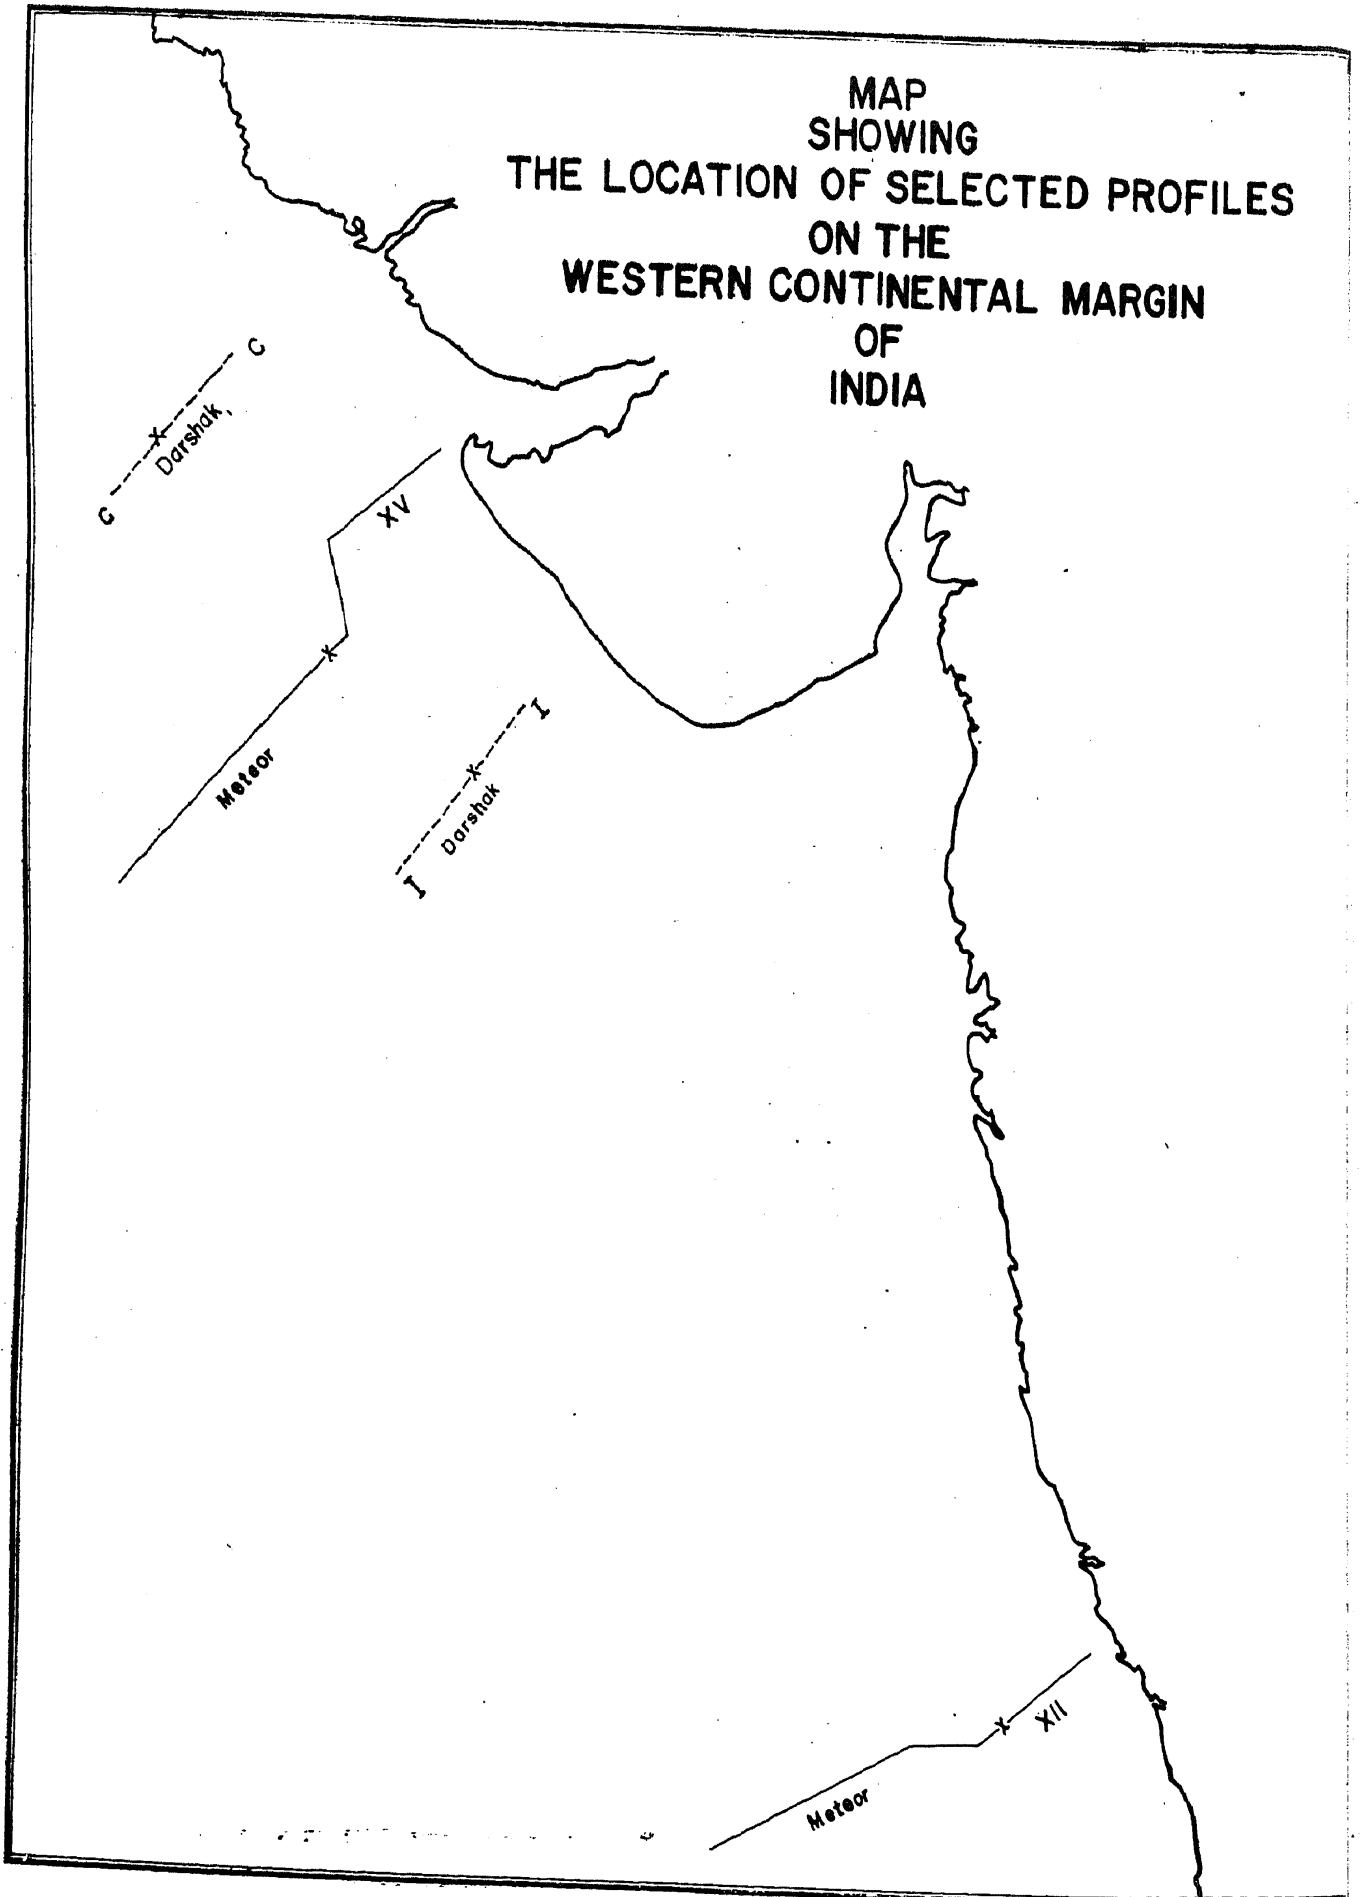 MAP
SHOWING
THE LOCATION OF SELECTED PROFILES
ON THE
WESTERN CONTINENTAL MARGIN
OF
INDIA
C
X
Darshak
C
XV
X
Meteor
I
X
Darshak
I
X
XII
Meteor